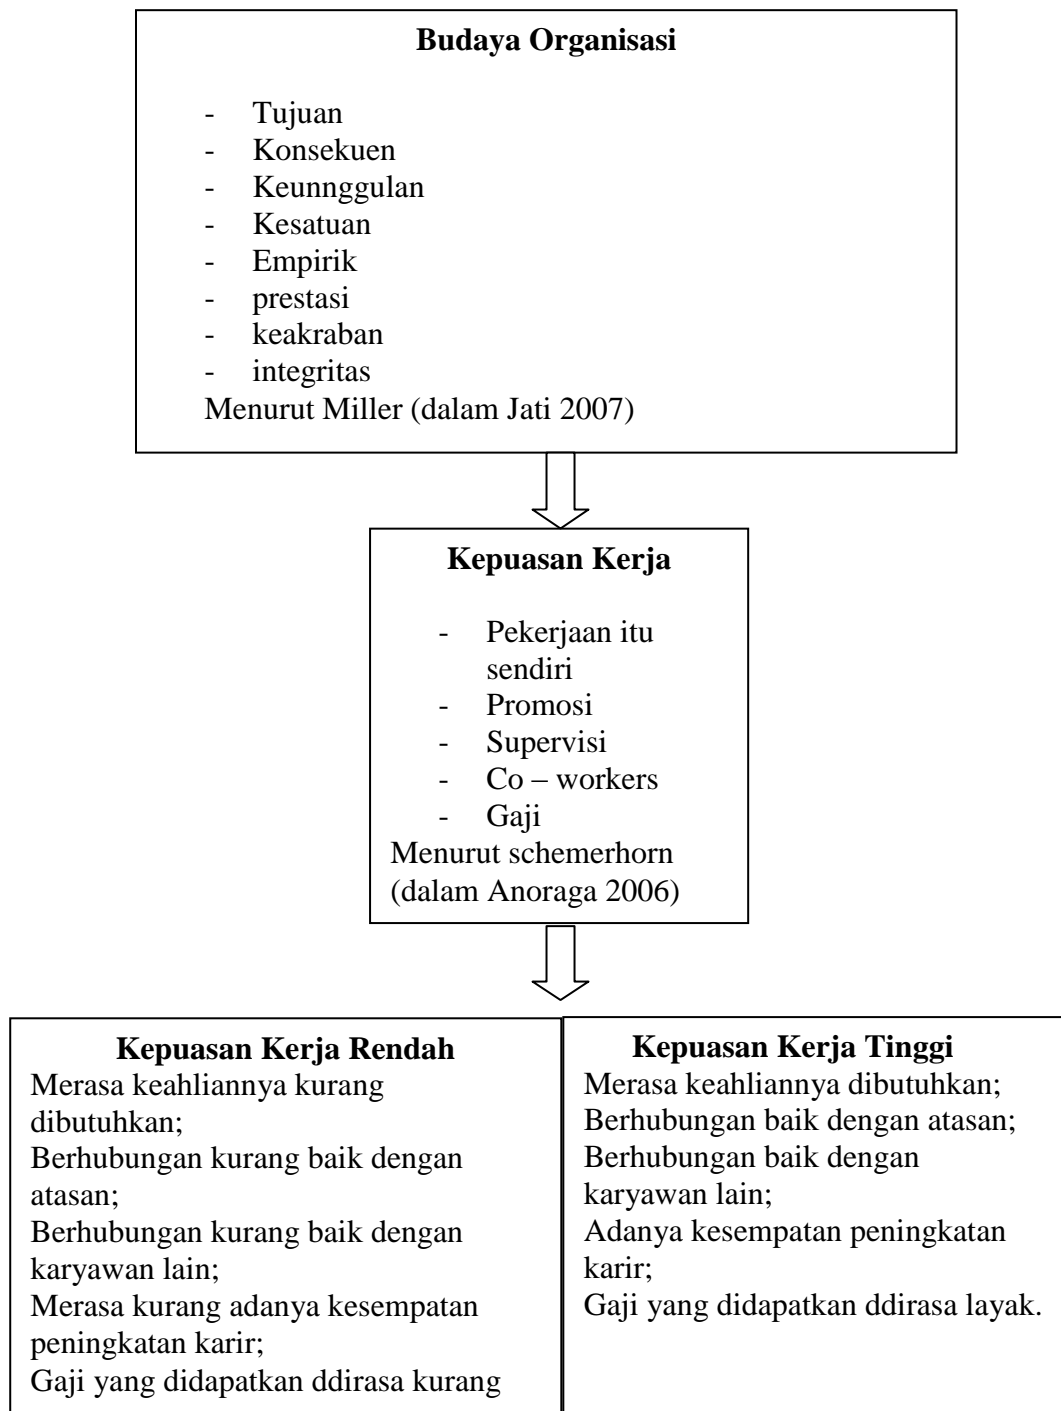 Budaya Organisasi
- Tujuan
- Konsekuen
- Keunnggulan
- Kesatuan
- Empirik
- prestasi
- keakraban
- integritas
Menurut Miller (dalam Jati 2007)
Kepuasan Kerja
- Pekerjaan itu
sendiri
- Promosi
- Supervisi
- Co – workers
- Gaji
Menurut schemerhorn
(dalam Anoraga 2006)
Kepuasan Kerja Rendah
Merasa keahliannya kurang
dibutuhkan;
Berhubungan kurang baik dengan
atasan;
Berhubungan kurang baik dengan
karyawan lain;
Merasa kurang adanya kesempatan
peningkatan karir;
Gaji yang didapatkan ddirasa kurang
Kepuasan Kerja Tinggi
Merasa keahliannya dibutuhkan;
Berhubungan baik dengan atasan;
Berhubungan baik dengan
karyawan lain;
Adanya kesempatan peningkatan
karir;
Gaji yang didapatkan ddirasa layak.